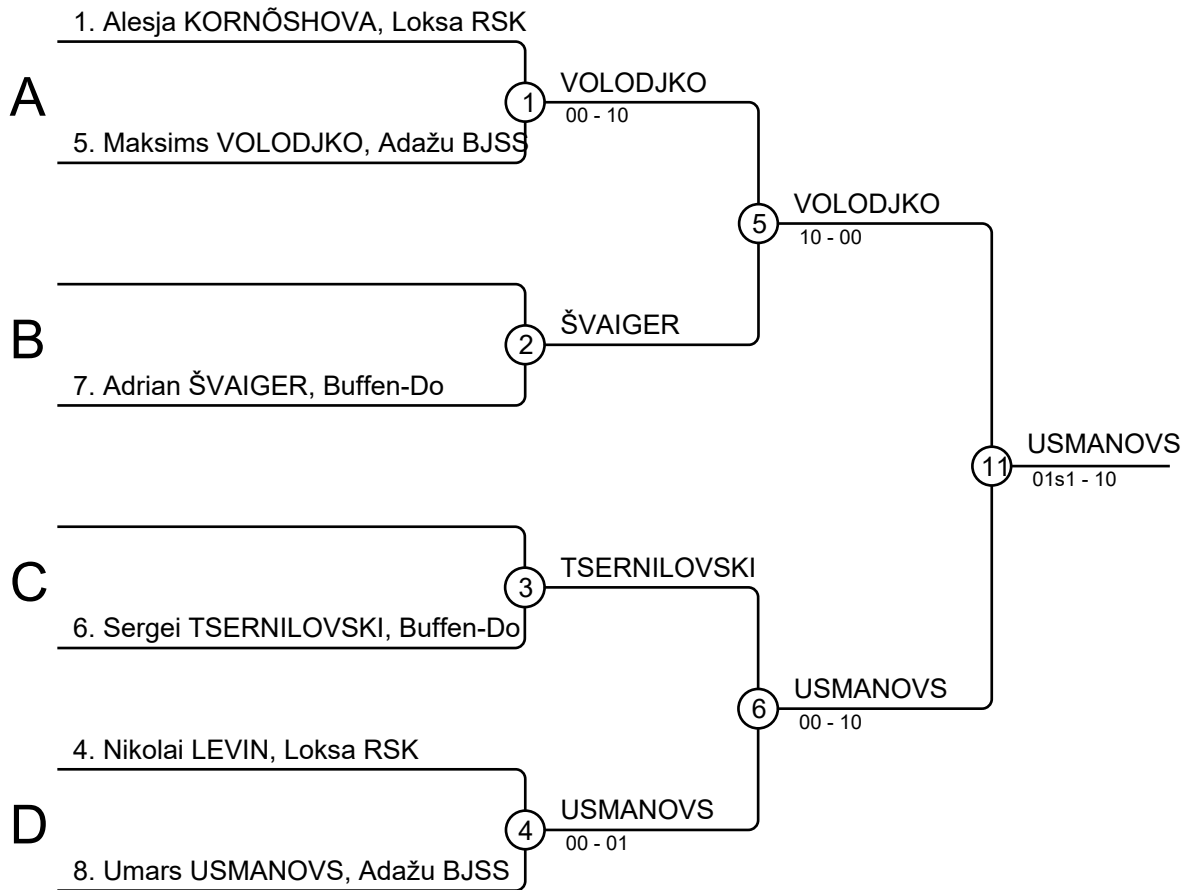 1. Alesja KORNÕSHOVA, Loksa RSK
A
1
VOLODJKO
00 - 10
5. Maksims VOLODJKO, Adažu BJSS
5
VOLODJKO
10 - 00
B
2
ŠVAIGER
7. Adrian ŠVAIGER, Buffen-Do
11
USMANOVS
01s1 - 10
C
3
TSERNILOVSKI
6. Sergei TSERNILOVSKI, Buffen-Do
6
USMANOVS
00 - 10
4. Nikolai LEVIN, Loksa RSK
D
4
USMANOVS
00 - 01
8. Umars USMANOVS, Adažu BJSS